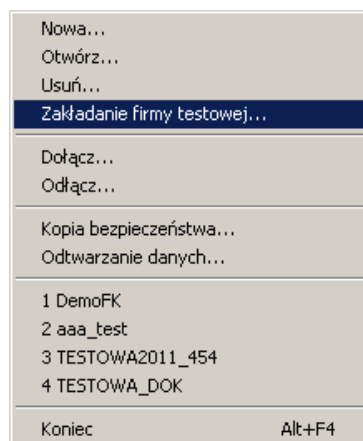 Nowa...
Otwórz...
Usuń...
Zakładanie firmy testowej...
Dołącz...
Odłącz...
Kopia bezpieczeństwa...
Odtwarzanie danych...
1 DemoFK
2 aaa_test
3 TESTOWA2011_454
4 TESTOWA_DOK
Koniec Alt+F4